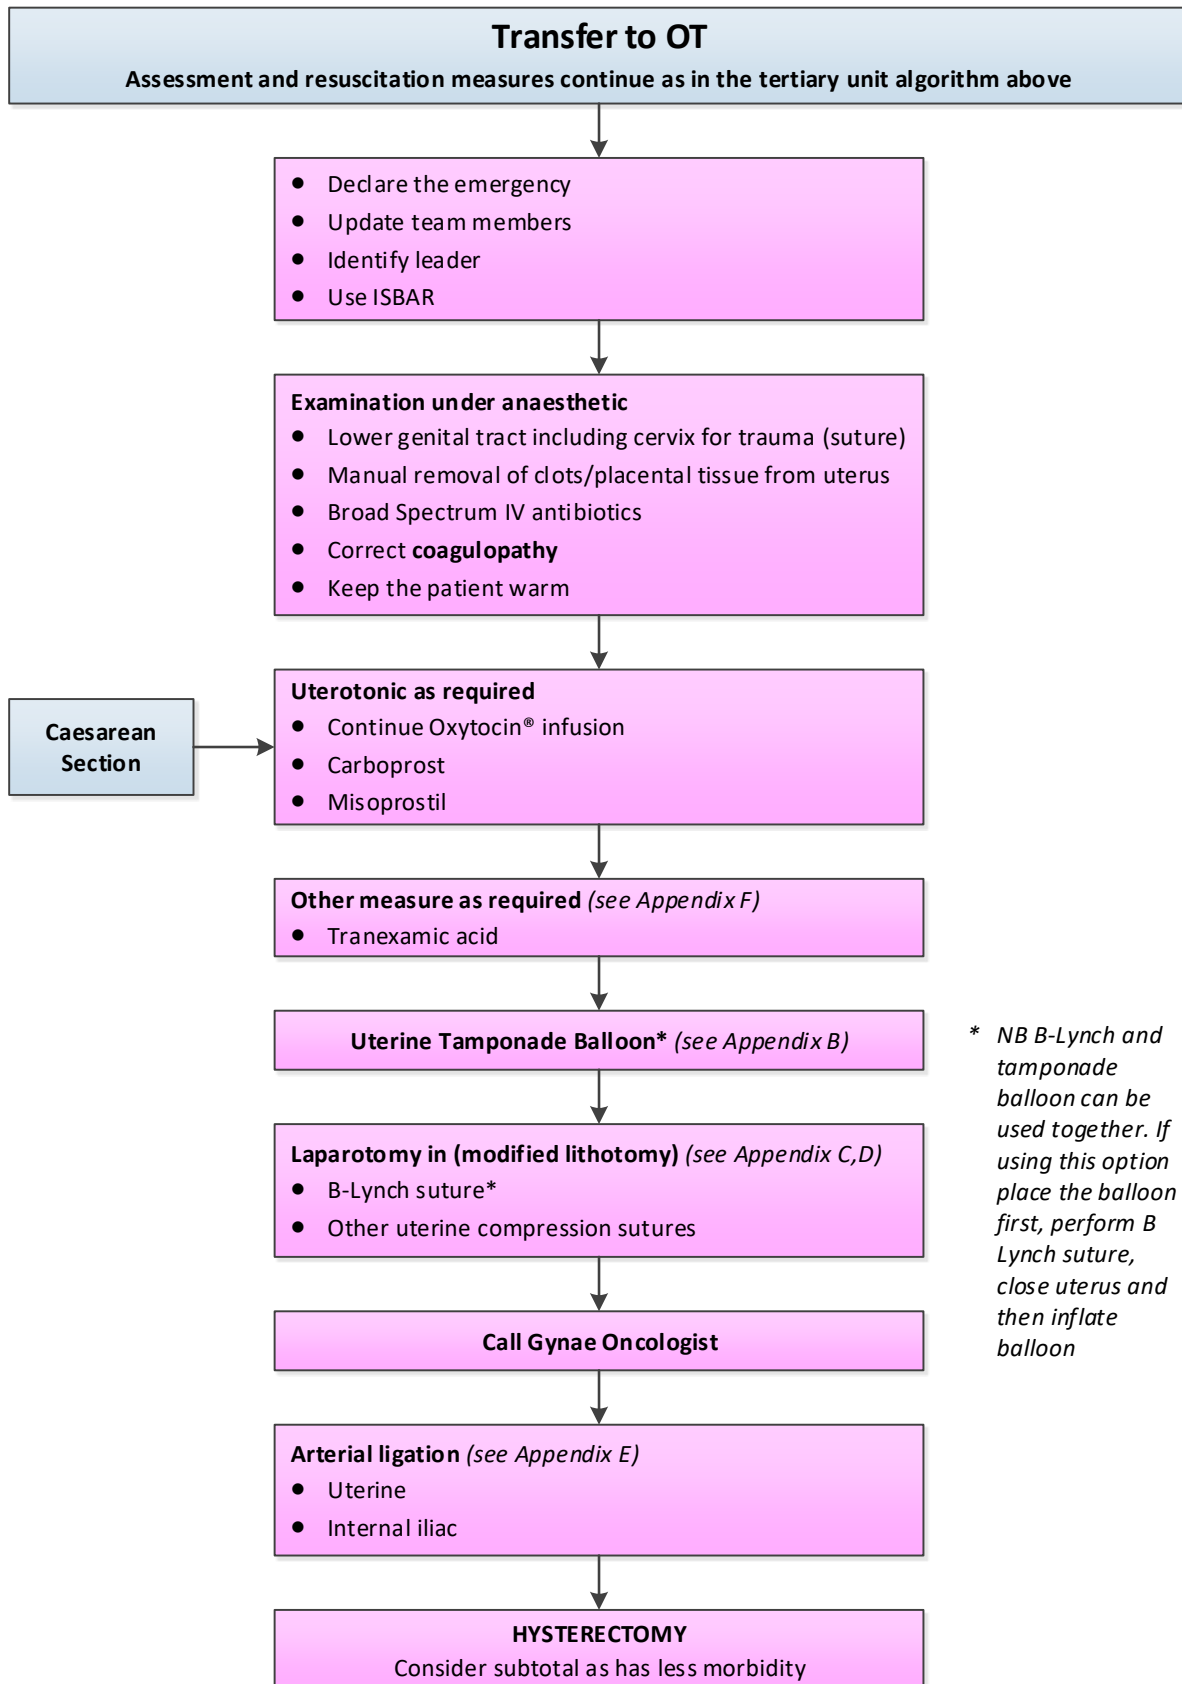 Transfer to OT
Assessment and resuscitation measures continue as in the tertiary unit algorithm above
● Declare the emergency
● Update team members
● Identify leader
● Use ISBAR
Examination under anaesthetic
● Lower genital tract including cervix for trauma (suture)
● Manual removal of clots/placental tissue from uterus
● Broad Spectrum IV antibiotics
● Correct coagulopathy
● Keep the patient warm
Caesarean
Section
Uterotonic as required
● Continue Oxytocin® infusion
● Carboprost
● Misoprostil
Other measure as required (see Appendix F)
● Tranexamic acid
Uterine Tamponade Balloon* (see Appendix B)
Laparotomy in (modified lithotomy) (see Appendix C,D)
● B-Lynch suture*
● Other uterine compression sutures
* NB B-Lynch and
tamponade
balloon can be
used together. If
using this option
place the balloon
first, perform B
Lynch suture,
close uterus and
then inflate
balloon
Call Gynae Oncologist
Arterial ligation (see Appendix E)
● Uterine
● Internal iliac
HYSTERECTOMY
Consider subtotal as has less morbidity